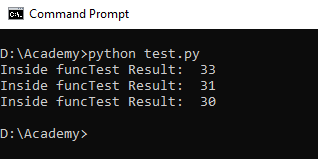 Command Prompt
D:\Academy>python test.py
Inside funcTest Result:  33
Inside funcTest Result:  31
Inside funcTest Result:  30
D:\Academy>